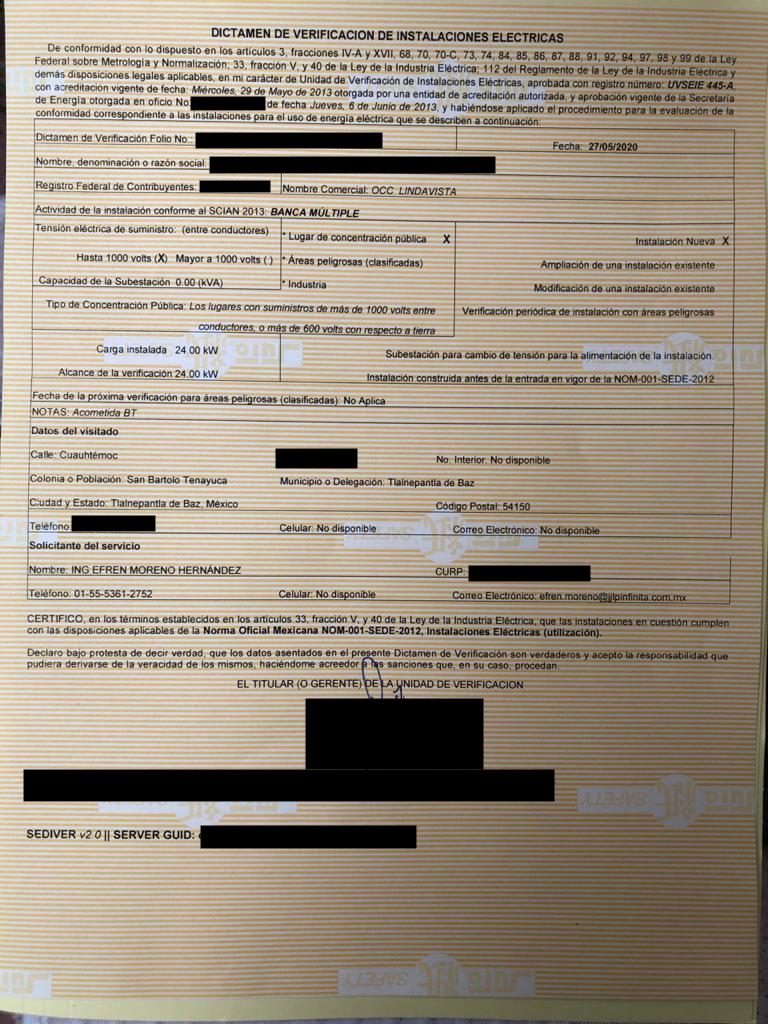 DICTAMEN DE VERIFICACION DE INSTALACIONES ELECTRICAS
De conformidad con lo dispuesto en los artículos 3, fracciones IV-A y XVII, 68, 70, 70-C, 73, 74, 84, 85, 86, 87, 88, 91, 92, 94, 97, 98 y 99 de la Ley
Federal sobre Metrología y Normalización; 33, fracción V, y 40 de la Ley de la Industria Eléctrica; 112 del Reglamento de la Ley de la Industria Eléctrica y
demás disposiciones legales aplicables, en mi carácter de Unidad de Verificación de Instalaciones Eléctricas, aprobada con registro número: UVSEIE 445-A,
con acreditación vigente de fecha: Miércoles, 29 de Mayo de 2013 otorgada por una entidad de acreditación autorizada, y aprobación vigente de la Secretaría
de Energía otorgada en oficio No de fecha Jueves, 6 de Junio de 2013, y habiéndose aplicado el procedimiento para la evaluación de la
conformidad correspondiente a las instalaciones para el uso de energía eléctrica que se describen a continuación:
Dictamen de Verificación Folio No.: Fecha: 27/05/2020
Nombre, denominación o razón social:
Registro Federal de Contribuyentes: Nombre Comercial: OCC LINDAVISTA
Actividad de la instalación conforme al SCIAN 2013: BANCA MÚLTIPLE
Tensión eléctrica de suministro: (entre conductores) * Lugar de concentración pública X Instalación Nueva X
Hasta 1000 volts (X) Mayor a 1000 volts ( ) * Áreas peligrosas (clasificadas) Ampliación de una instalación existente
Capacidad de la Subestación 0.00 (kVA) * Industria Modificación de una instalación existente
Tipo de Concentración Pública: Los lugares con suministros de más de 1000 volts entre Verificación periódica de instalación con áreas peligrosas
conductores, o más de 600 volts con respecto a tierra
Carga instalada 24.00 kW Subestación para cambio de tensión para la alimentación de la instalación.
Alcance de la verificación 24.00 kW Instalación construida antes de la entrada en vigor de la NOM-001-SEDE-2012
Fecha de la próxima verificación para áreas peligrosas (clasificadas): No Aplica
NOTAS: Acometida BT
Datos del visitado
Calle: Cuauhtémoc No. Interior. No disponible
Colonia o Población: San Bartolo Tenayuca Municipio o Delegación: Tlalnepantla de Baz
Ciudad y Estado: Tlalnepantla de Baz, México Código Postal: 54150
Teléfono Celular: No disponible Correo Electrónico: No disponible
Solicitante del servicio
Nombre: ING EFREN MORENO HERNÁNDEZ CURP:
Teléfono: 01-55-5361-2752 Celular: No disponible Correo Electrónico: efren.moreno@jjlpinfinita.com.mx
CERTIFICO, en los términos establecidos en los artículos 33, fracción V, y 40 de la Ley de la Industria Eléctrica, que las instalaciones en cuestión cumplen
con las disposiciones aplicables de la Norma Oficial Mexicana NOM-001-SEDE-2012, Instalaciones Eléctricas (utilización).
Declaro bajo protesta de decir verdad, que los datos asentados en el presente Dictamen de Verificación son verdaderos y acepto la responsabilidad que
pudiera derivarse de la veracidad de los mismos, haciéndome acreedor a las sanciones que, en su caso, procedan.
EL TITULAR (O GERENTE) DE LA UNIDAD DE VERIFICACION
SEDIVER v2.0 || SERVER GUID:
SAFETY